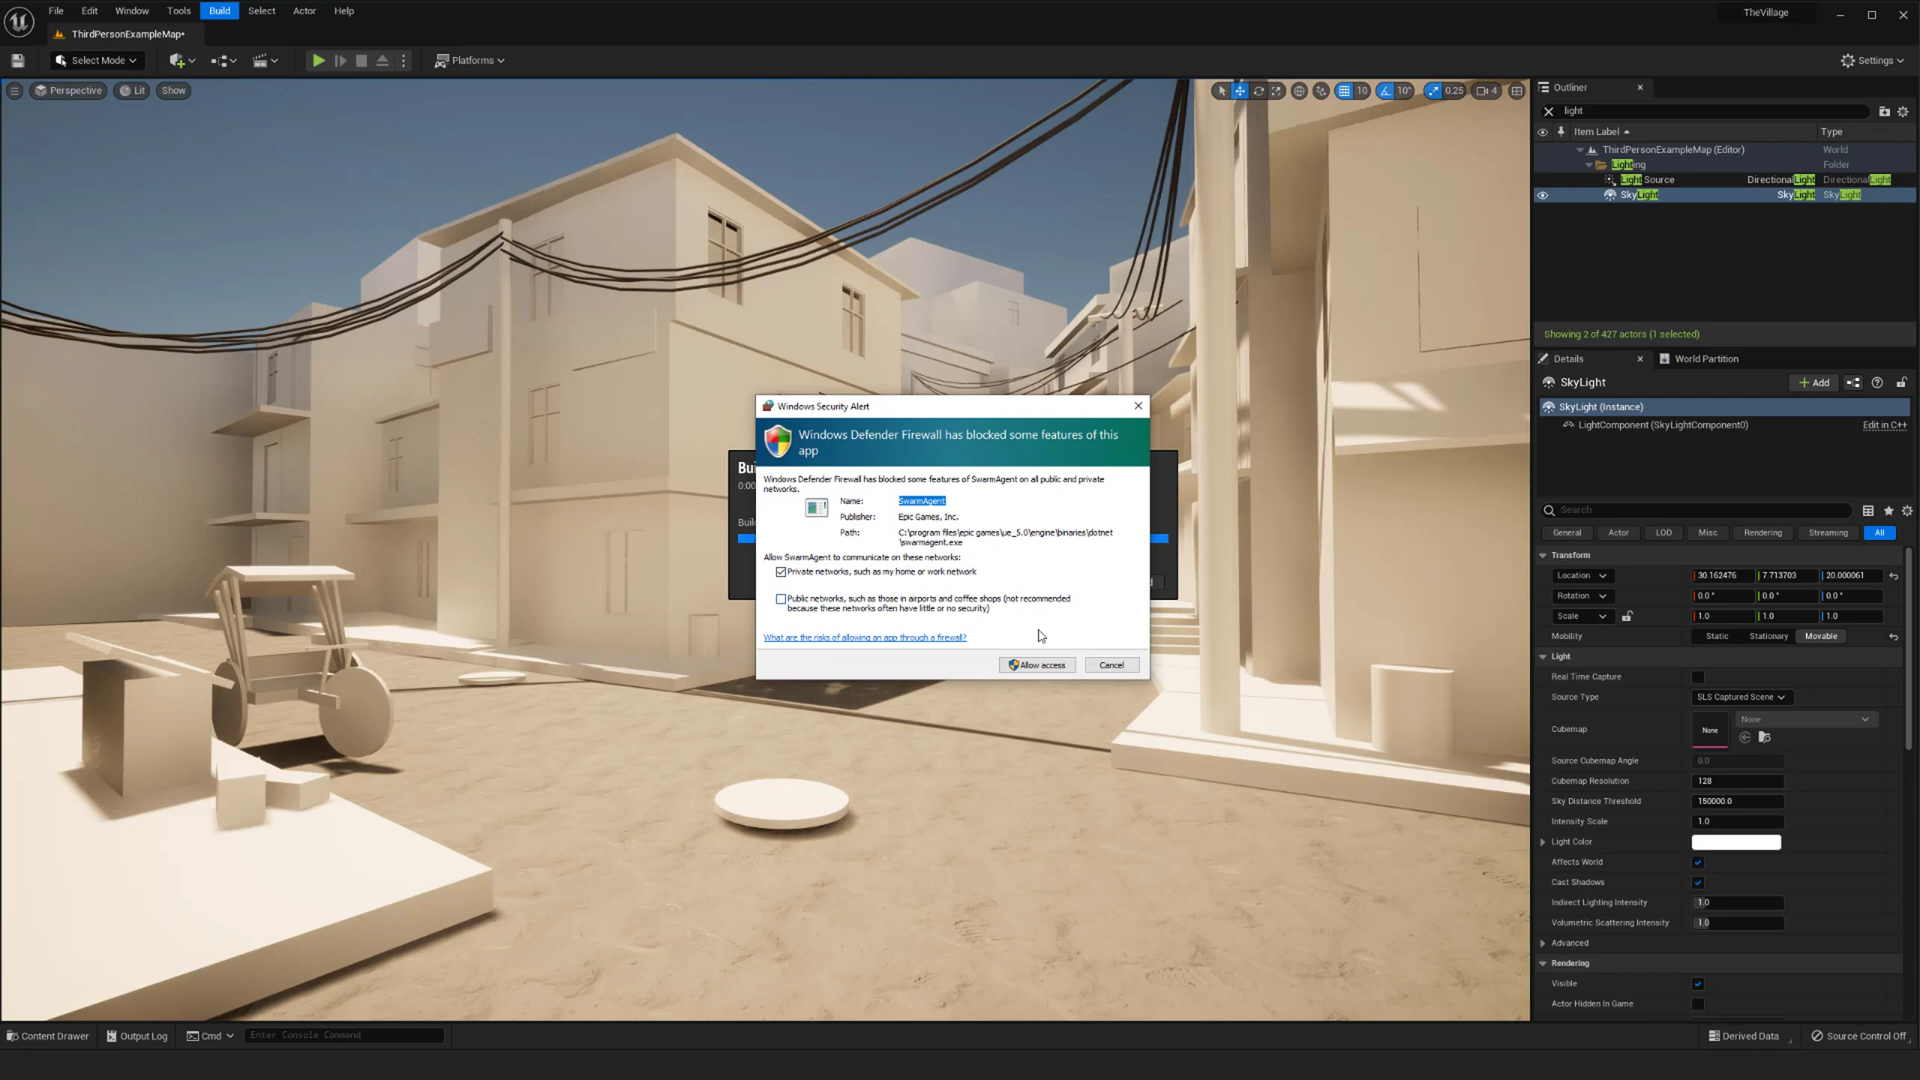 File Edit Window Tools Build Select Actor Help
TheVillage
ThirdPersonExampleMap*
Select Mode
Platforms
Settings
Perspective Lit Show
10 10° 0.25 4
Outliner
light
Item Label Type
ThirdPersonExampleMap (Editor) World
Lighting Folder
Light Source DirectionalLight DirectionalLight
SkyLight SkyLight SkyLight
Showing 2 of 427 actors (1 selected)
Details World Partition
SkyLight
Add
SkyLight (Instance)
LightComponent (SkyLightComponent0) Edit in C++
Search
General Actor LOD Misc Rendering Streaming All
Transform
Location 30.162476 7.713703 20.000061
Rotation 0.0 ° 0.0 ° 0.0 °
Scale 1.0 1.0 1.0
Mobility Static Stationary Movable
Light
Real Time Capture
Source Type SLS Captured Scene
Cubemap None None
Source Cubemap Angle 0.0
Cubemap Resolution 128
Sky Distance Threshold 150000.0
Intensity Scale 1.0
Light Color
Affects World
Cast Shadows
Indirect Lighting Intensity 1.0
Volumetric Scattering Intensity 1.0
Advanced
Rendering
Visible
Actor Hidden In Game
Windows Security Alert
Windows Defender Firewall has blocked some features of this
app
Windows Defender Firewall has blocked some features of SwarmAgent on all public and private
networks.
Name: SwarmAgent
Publisher: Epic Games, Inc.
Path: C:\program files\epic games\ue_5.0\engine\binaries\dotnet
\swarmagent.exe
Allow SwarmAgent to communicate on these networks:
Private networks, such as my home or work network
Public networks, such as those in airports and coffee shops (not recommended
because these networks often have little or no security)
What are the risks of allowing an app through a firewall?
Allow access Cancel
Bu
0:00
Buil
d
Content Drawer Output Log Cmd Enter Console Command
Derived Data Source Control Off